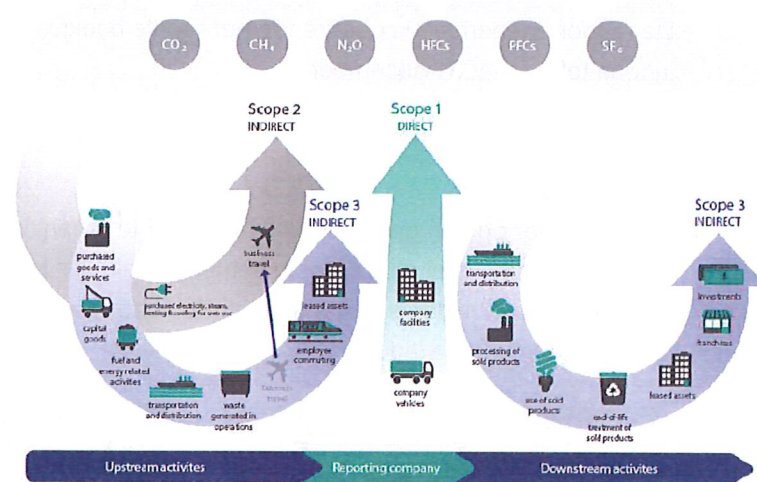 CO₂ CH₄ N₂O HFCs PFCs SF₆
Scope 2
INDIRECT
Scope 1
DIRECT
Scope 3
INDIRECT
Scope 3
INDIRECT
purchased
goods and
services
capital
goods
fuel and
energy related
activities
transportation
and distribution
waste
generated in
operations
business
travel
business
travel
purchased electricity, steam,
heating & cooling for own use
employee
commuting
leased assets
company
facilities
company
vehicles
transportation
and distribution
processing of
sold products
use of sold
products
end-of-life
treatment of
sold products
leased assets
franchises
investments
Upstream activites
Reporting company
Downstream activites